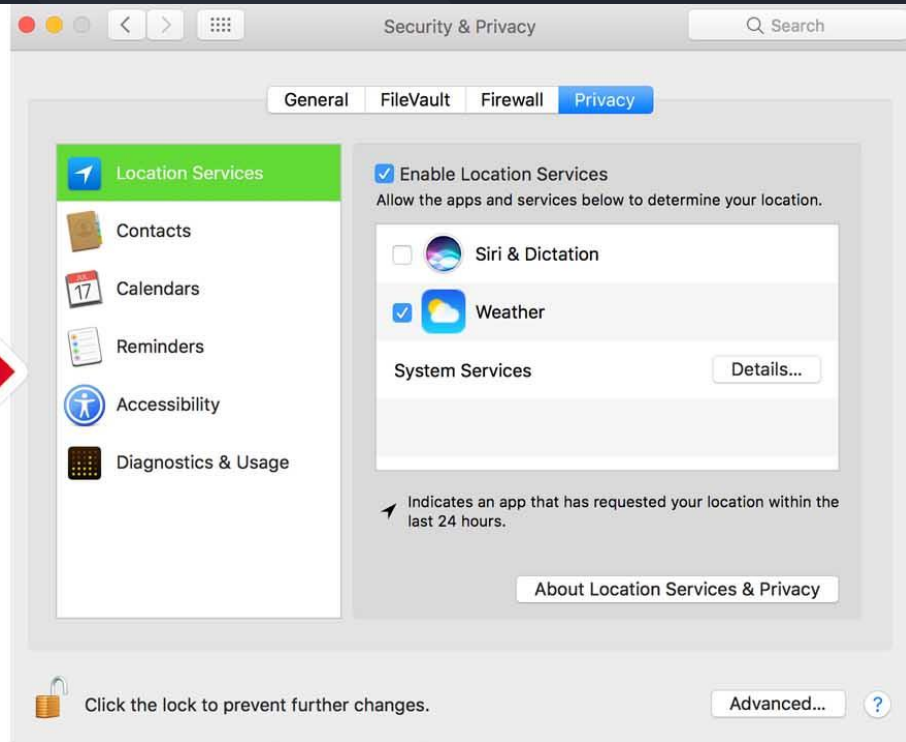 Security & Privacy
Search
General
FileVault
Firewall
Privacy
Location Services
Contacts
JUL
17
Calendars
Reminders
Accessibility
Diagnostics & Usage
Enable Location Services
Allow the apps and services below to determine your location.
Siri & Dictation
Weather
System Services
Details...
Indicates an app that has requested your location within the
last 24 hours.
About Location Services & Privacy
Click the lock to prevent further changes.
Advanced...
?